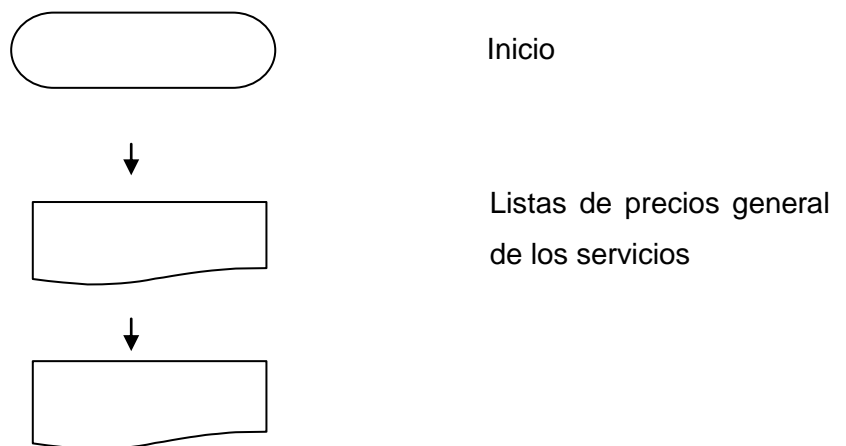 Inicio
Listas de precios general
de los servicios